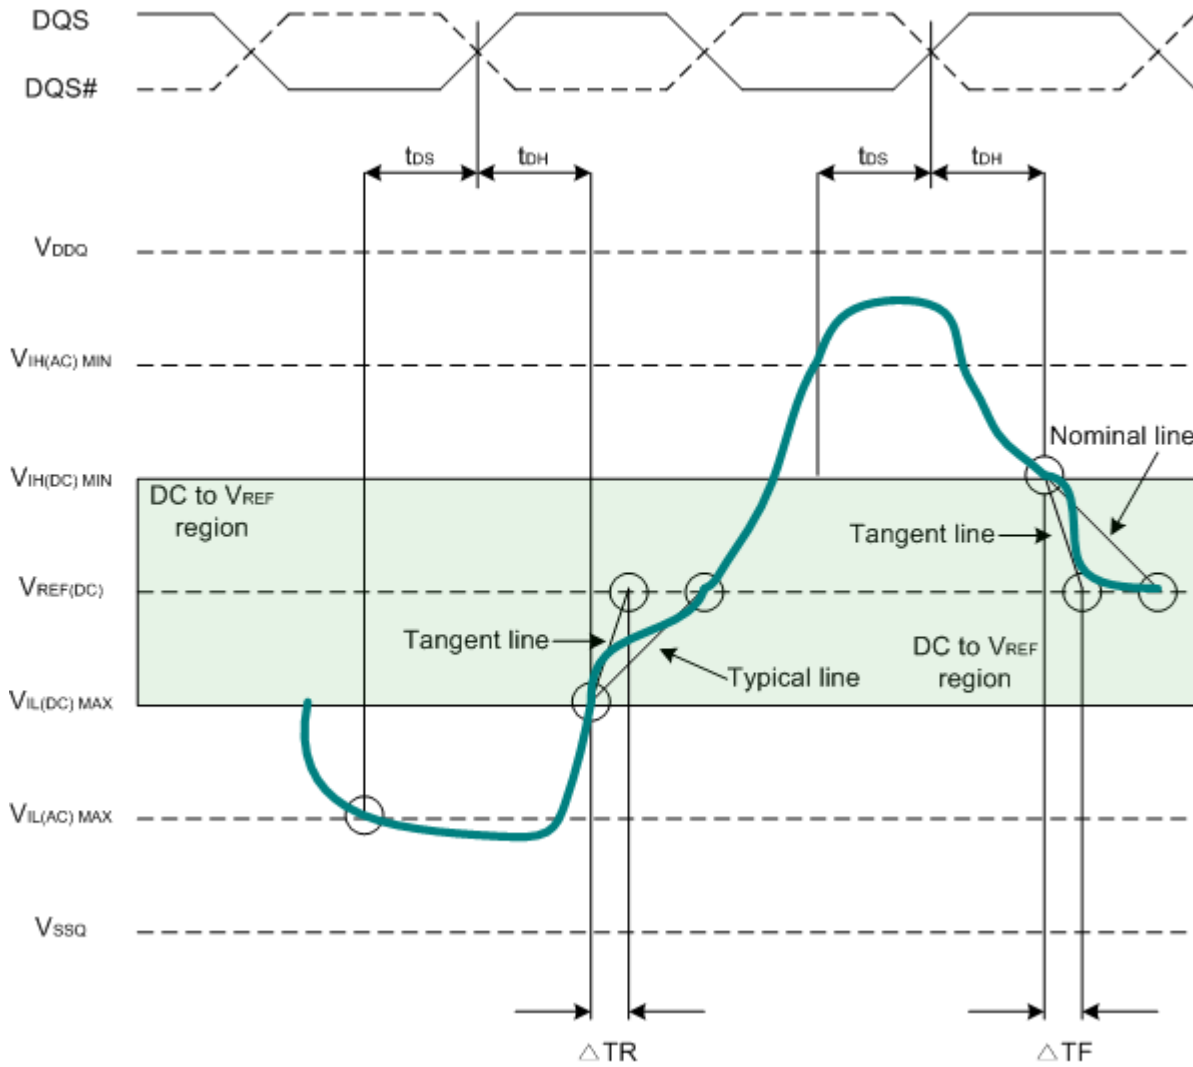 DQS
DQS#
tDS
tDH
tDS
tDH
VDDQ
VIH(AC) MIN
Nominal line
VIH(DC) MIN
DC to VREF
region
Tangent line
VREF(DC)
Tangent line
DC to VREF
region
Typical line
VIL(DC) MAX
VIL(AC) MAX
VSSQ
△TR
△TF